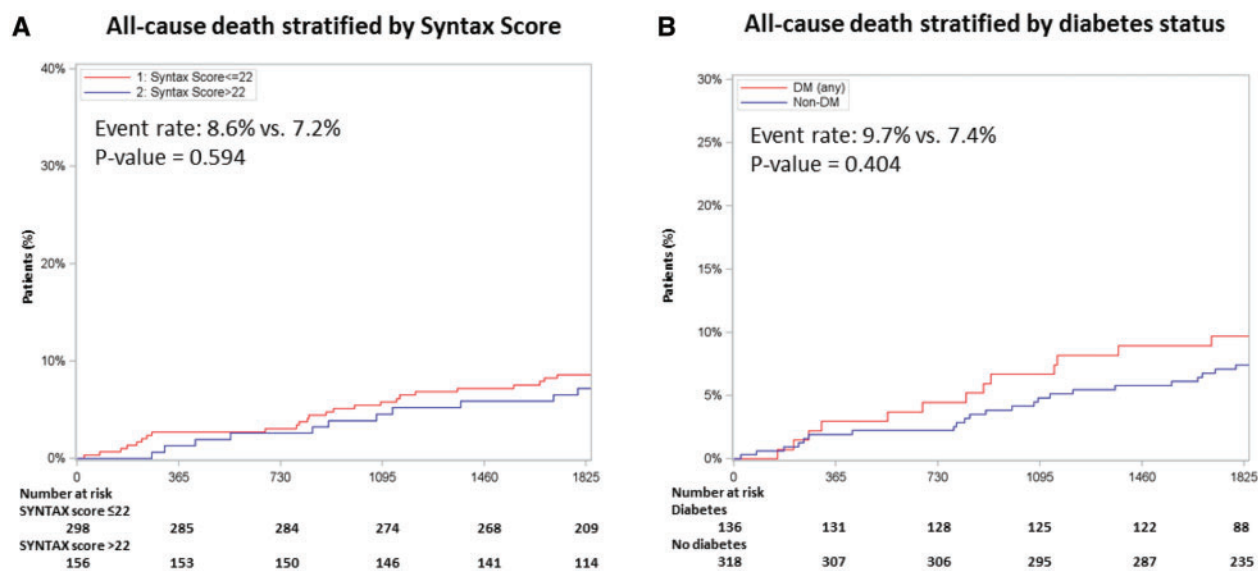 A
All-cause death stratified by Syntax Score
40%
1: Syntax Score<=22
2: Syntax Score>22
Event rate: 8.6% vs. 7.2%
P-value = 0.594
30%
20%
Patients (%)
10%
0%
0 365 730 1095 1460 1825
Number at risk
SYNTAX score ≤22
298 285 284 274 268 209
SYNTAX score >22
156 153 150 146 141 114
B
All-cause death stratified by diabetes status
30%
DM (any)
Non-DM
Event rate: 9.7% vs. 7.4%
P-value = 0.404
25%
20%
15%
Patients (%)
10%
5%
0%
0 365 730 1095 1460 1825
Number at risk
Diabetes
136 131 128 125 122 88
No diabetes
318 307 306 295 287 235